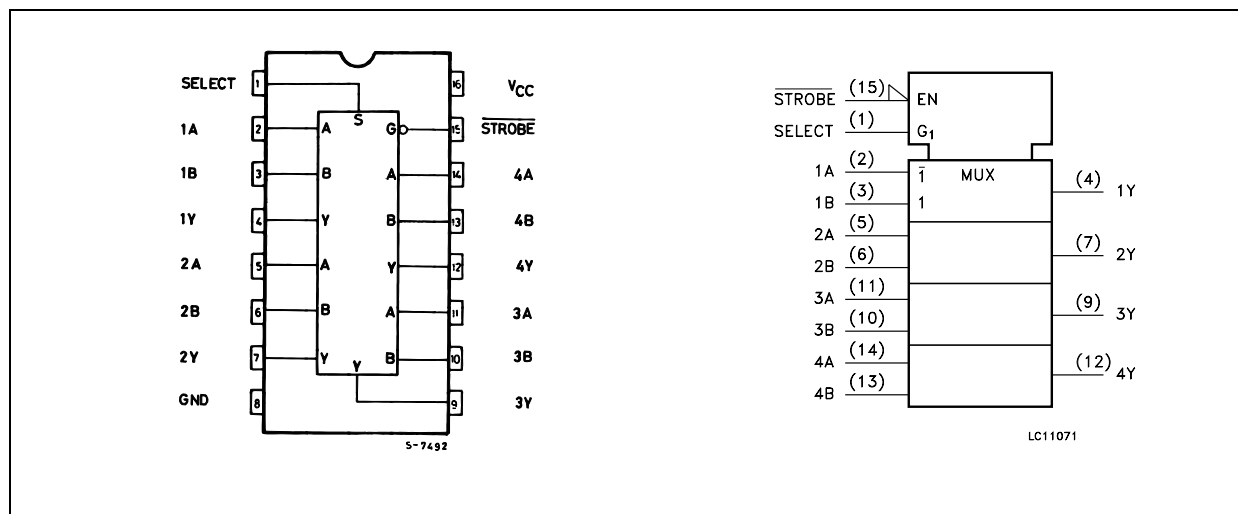 SELECT 1 16 VCC
S
1A 2 A G 15 STROBE
1B 3 B A 14 4A
1Y 4 Y B 13 4B
2A 5 A Y 12 4Y
2B 6 B A 11 3A
2Y 7 Y Y B 10 3B
GND 8 9 3Y
S-7492
STROBE (15) EN
SELECT (1) G1
1A (2) 1̄ MUX (4) 1Y
1B (3) 1
2A (5) (7) 2Y
2B (6)
3A (11) (9) 3Y
3B (10)
4A (14) (12) 4Y
4B (13)
LC11071